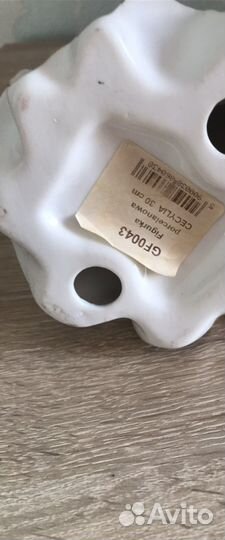 GF0043
Figurka
porcelanowa
CECYLIA 30 cm
Avito